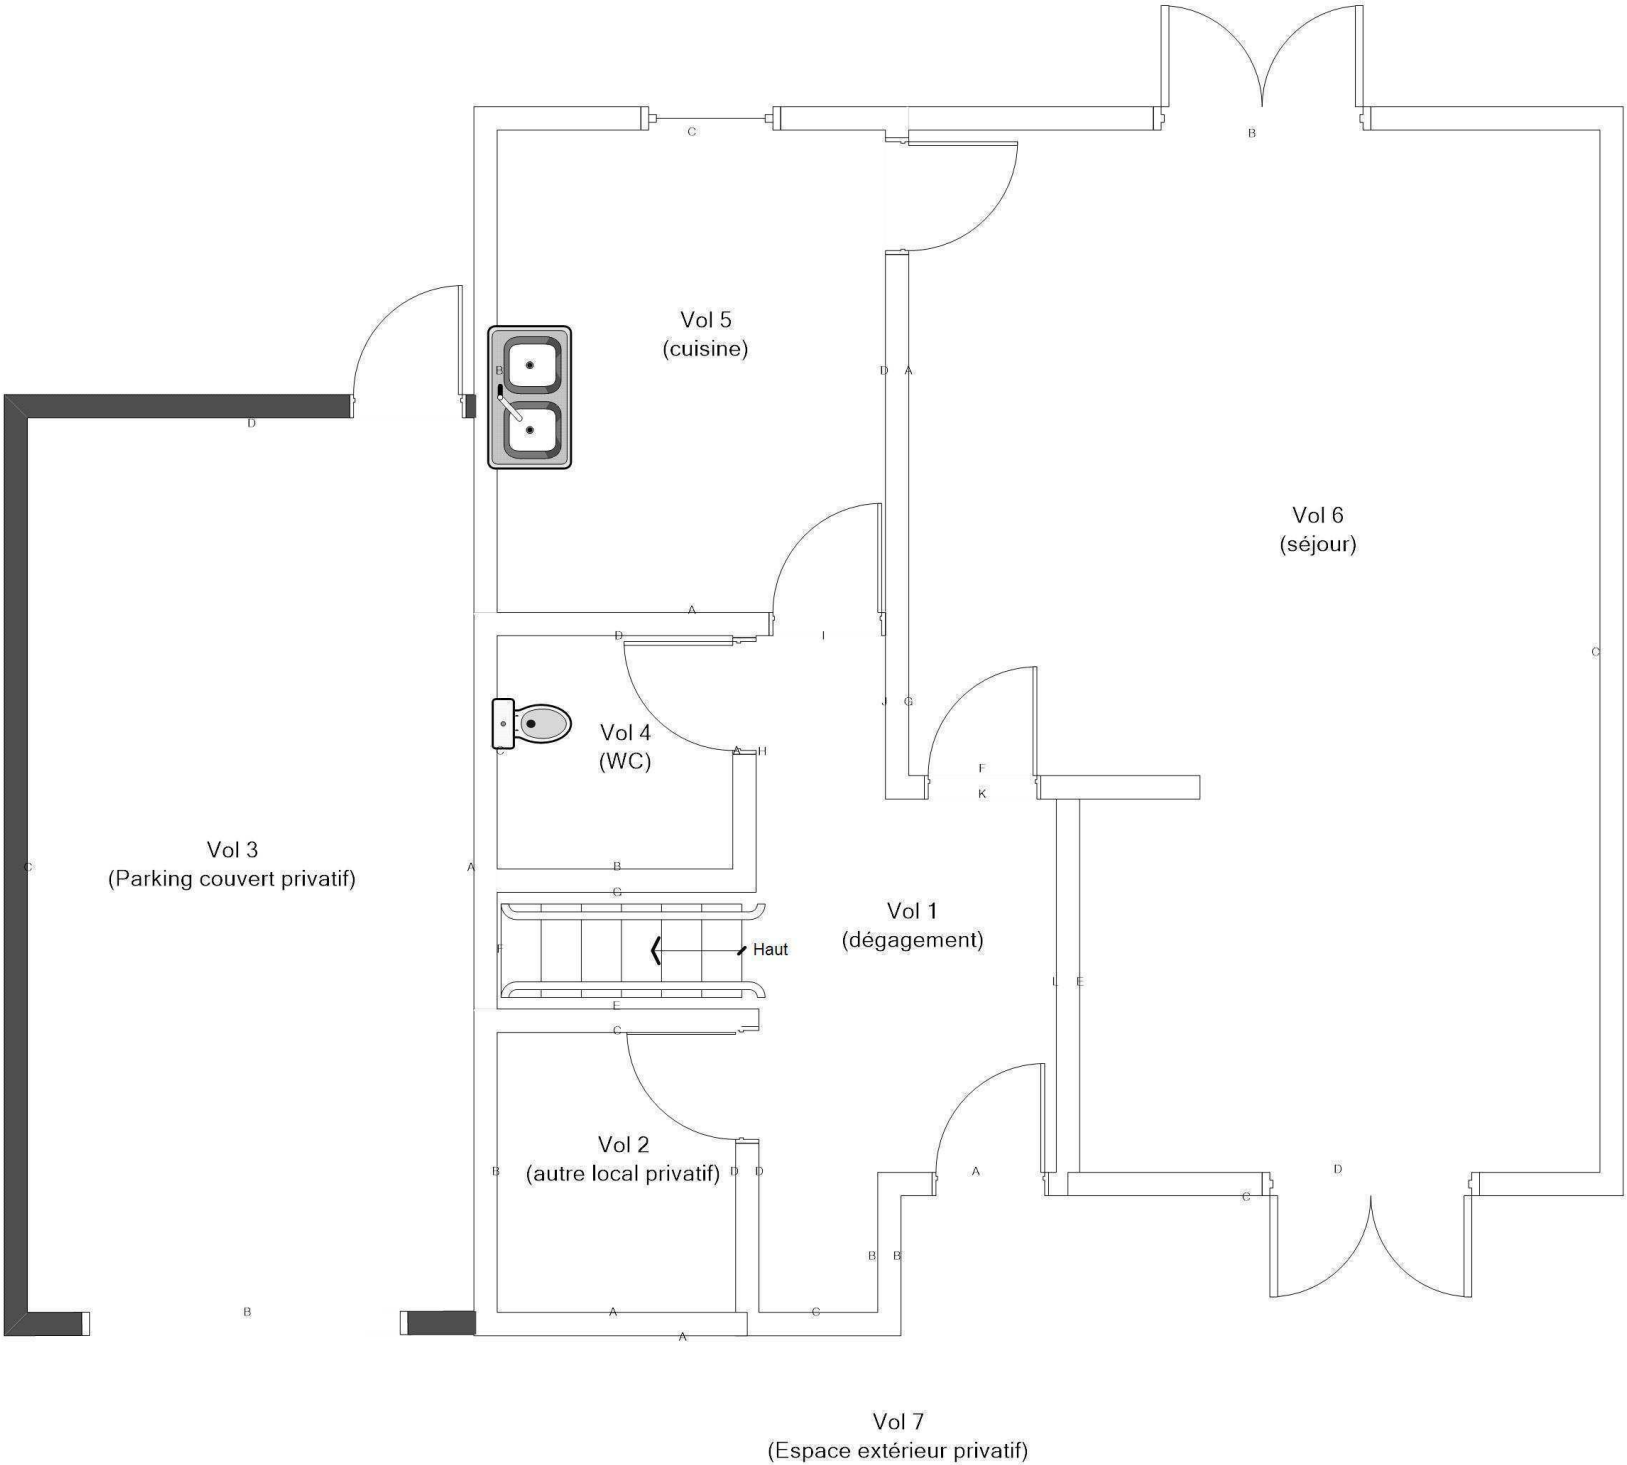 C
B
Vol 5
(cuisine)
B
D
A
D
Vol 6
(séjour)
A
D
I
C
J
G
Vol 4
(WC)
C
A
H
F
K
Vol 3
(Parking couvert privatif)
C
A
B
G
Vol 1
(dégagement)
F
Haut
L
E
E
C
Vol 2
(autre local privatif)
B
D
D
A
D
C
B
B
B
A
C
A
Vol 7
(Espace extérieur privatif)